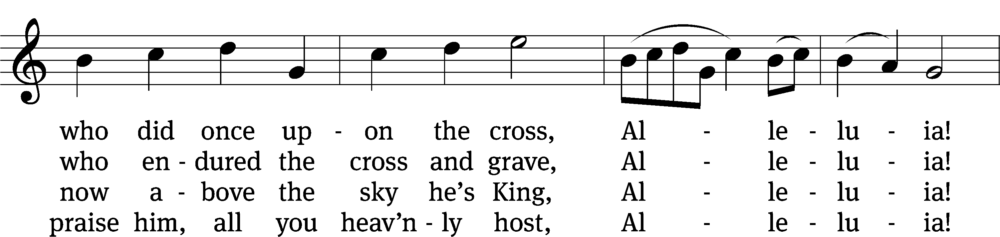 who did once up - on the cross, Al - le - lu - ia!
who en - dured the cross and grave, Al - le - lu - ia!
now a - bove the sky he’s King, Al - le - lu - ia!
praise him, all you heav’n - ly host, Al - le - lu - ia!